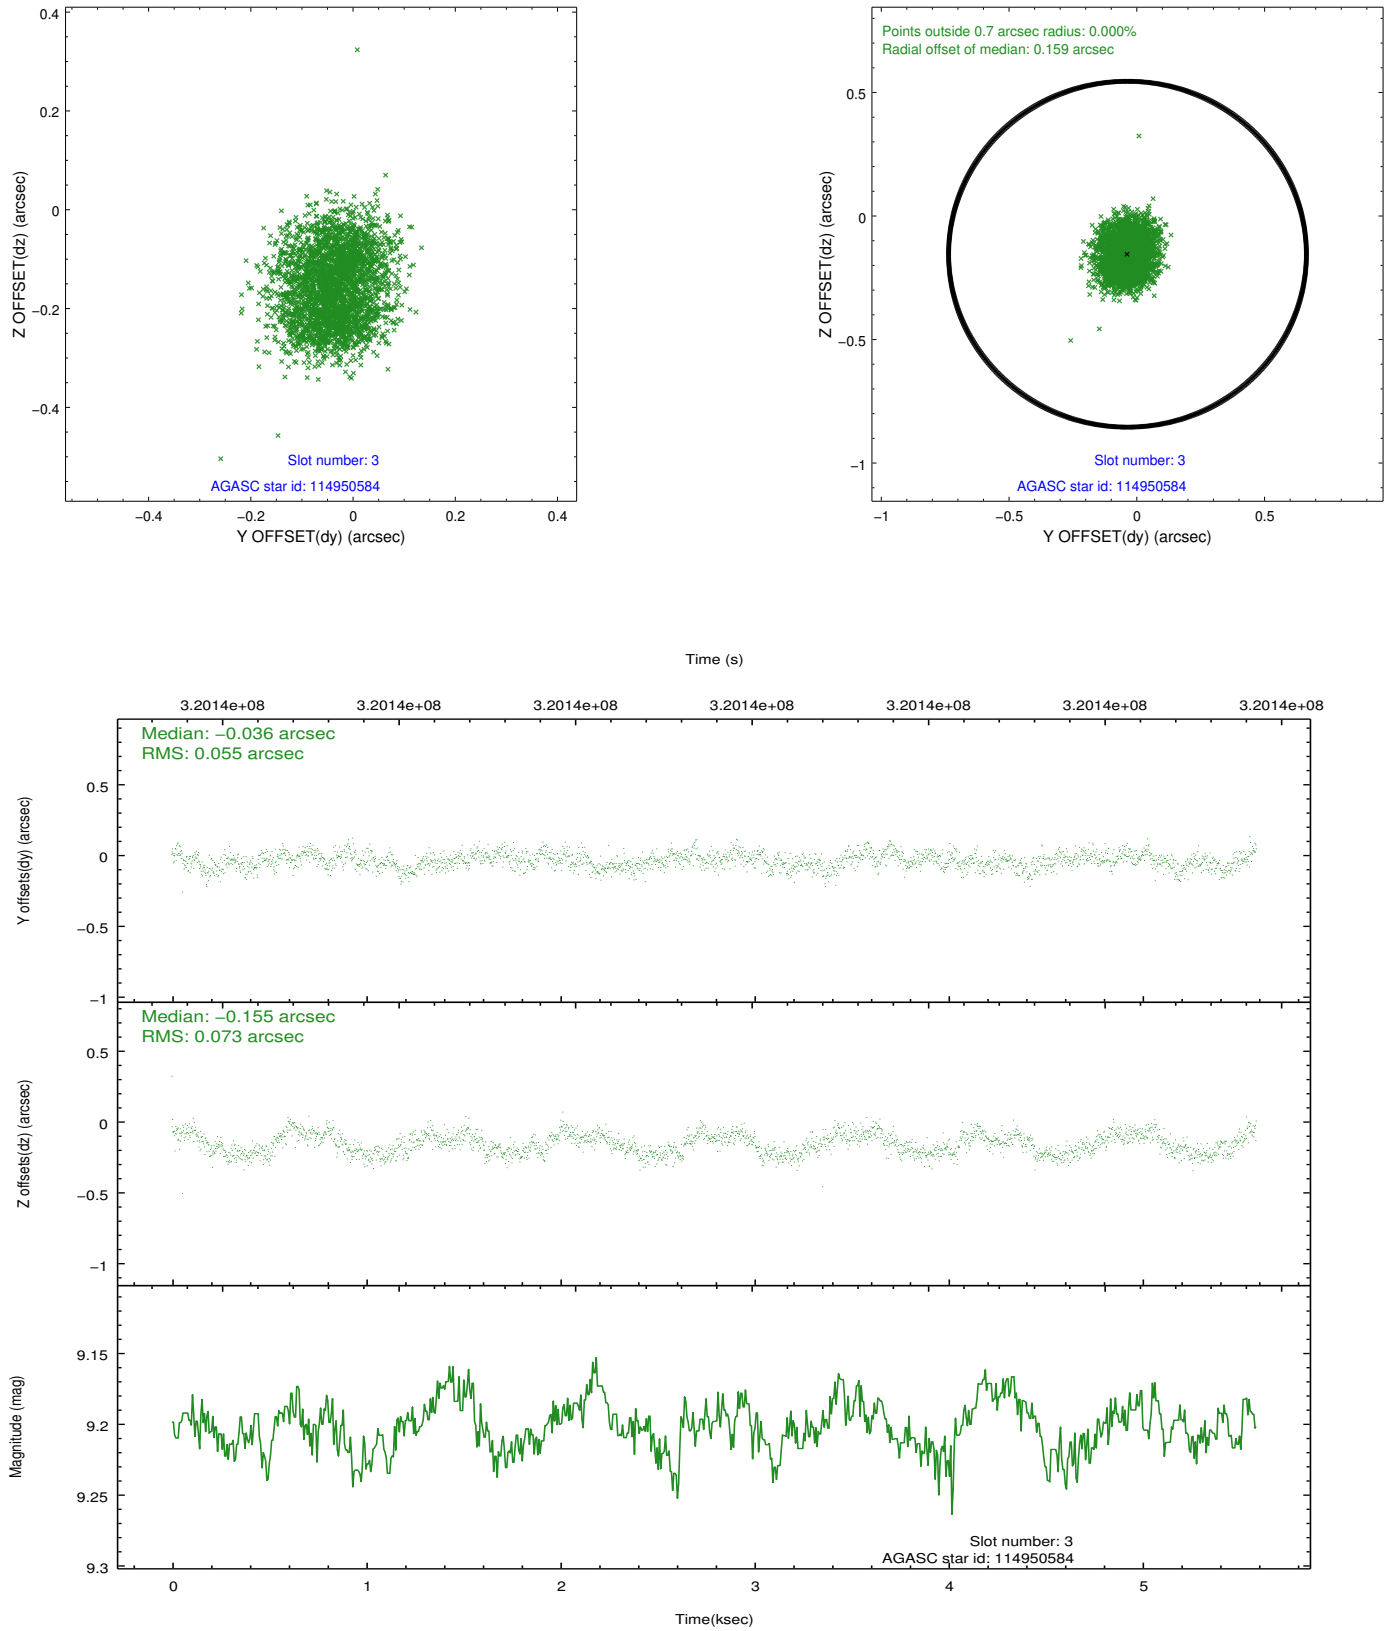 0.4
0.2
0
−0.2
−0.4
Z OFFSET(dz) (arcsec)
Slot number: 3
AGASC star id: 114950584
−0.4 −0.2 0 0.2 0.4
Y OFFSET(dy) (arcsec)
Points outside 0.7 arcsec radius: 0.000%
Radial offset of median: 0.159 arcsec
0.5
0
−0.5
−1
Z OFFSET(dz) (arcsec)
Slot number: 3
AGASC star id: 114950584
−1 −0.5 0 0.5
Y OFFSET(dy) (arcsec)
Time (s)
3.2014e+08 3.2014e+08 3.2014e+08 3.2014e+08 3.2014e+08 3.2014e+08 3.2014e+08
Median: −0.036 arcsec
RMS: 0.055 arcsec
0.5
0
−0.5
−1
Y offsets(dy) (arcsec)
Median: −0.155 arcsec
RMS: 0.073 arcsec
0.5
0
−0.5
−1
Z offsets(dz) (arcsec)
9.15
9.2
9.25
9.3
Magnitude (mag)
Slot number: 3
AGASC star id: 114950584
0 1 2 3 4 5
Time(ksec)